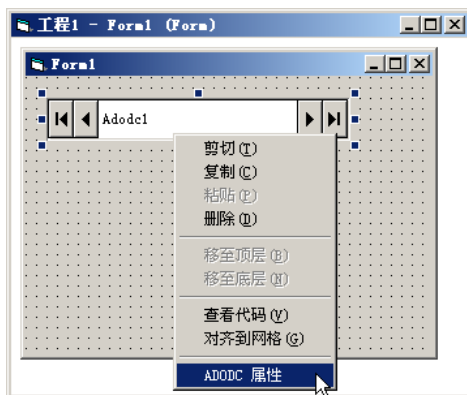 工程1 - Form1 (Form)
Form1
Adodc1
剪切(T)
复制(C)
粘贴(P)
删除(D)
移至顶层(B)
移至底层(N)
查看代码(V)
对齐到网格(G)
ADODC 属性